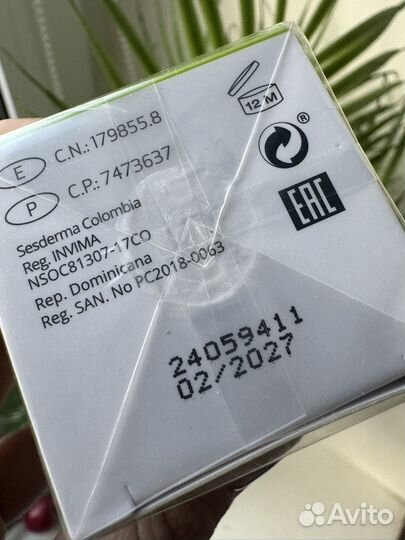 E C.N.: 179855.8
P C.P.: 7473637
Sesderma Colombia
Reg. INVIMA
NSOC81307-17CO
Rep. Dominicana
Reg. SAN. No PC2018-0063
12 M
EAC
24059411
02/2027
Avito